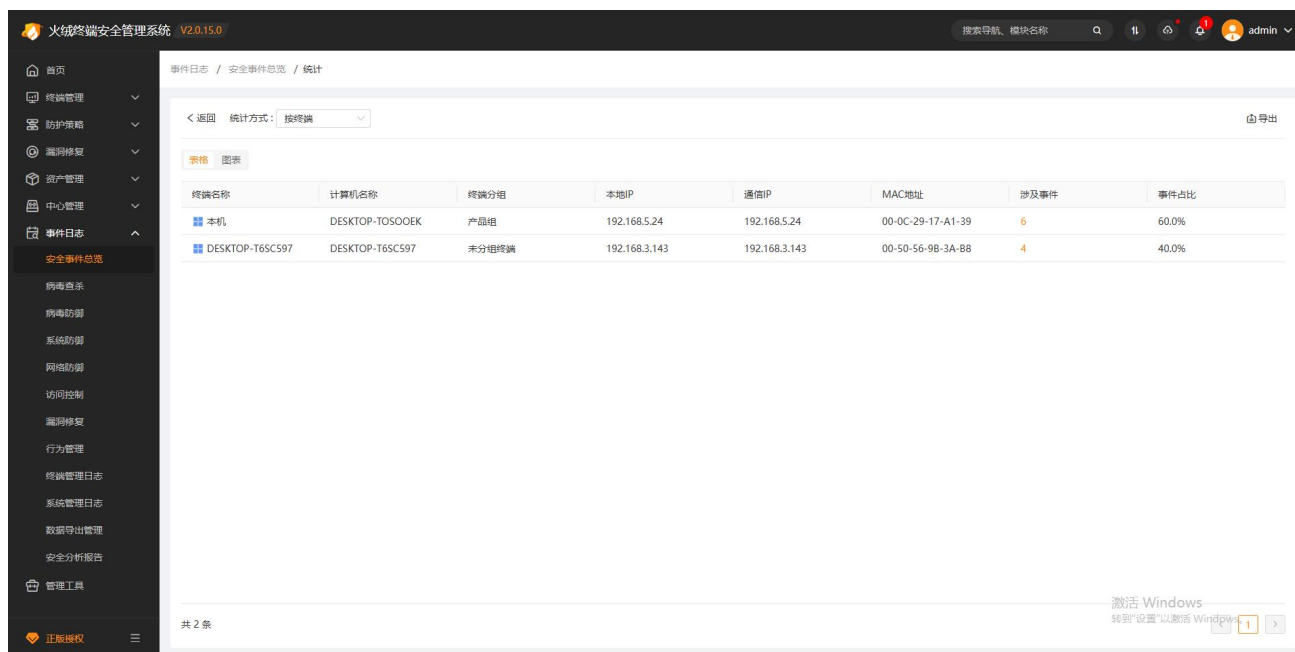 火绒终端安全管理系统 V2.0.15.0
搜索导航、模块名称
1
admin
首页
终端管理
防护策略
漏洞修复
资产管理
中心管理
事件日志
安全事件总览
病毒查杀
病毒防御
系统防御
网络防御
访问控制
漏洞修复
行为管理
终端管理日志
系统管理日志
数据导出管理
安全分析报告
管理工具
正版授权
事件日志 / 安全事件总览 / 统计
返回 统计方式： 按终端
导出
表格 图表
终端名称 计算机名称 终端分组 本地IP 通信IP MAC地址 涉及事件 事件占比
本机 DESKTOP-TOSOOEK 产品组 192.168.5.24 192.168.5.24 00-0C-29-17-A1-39 6 60.0%
DESKTOP-T6SC597 DESKTOP-T6SC597 未分组终端 192.168.3.143 192.168.3.143 00-50-56-9B-3A-B8 4 40.0%
激活 Windows
转到"设置"以激活 Windows。
共 2 条
1